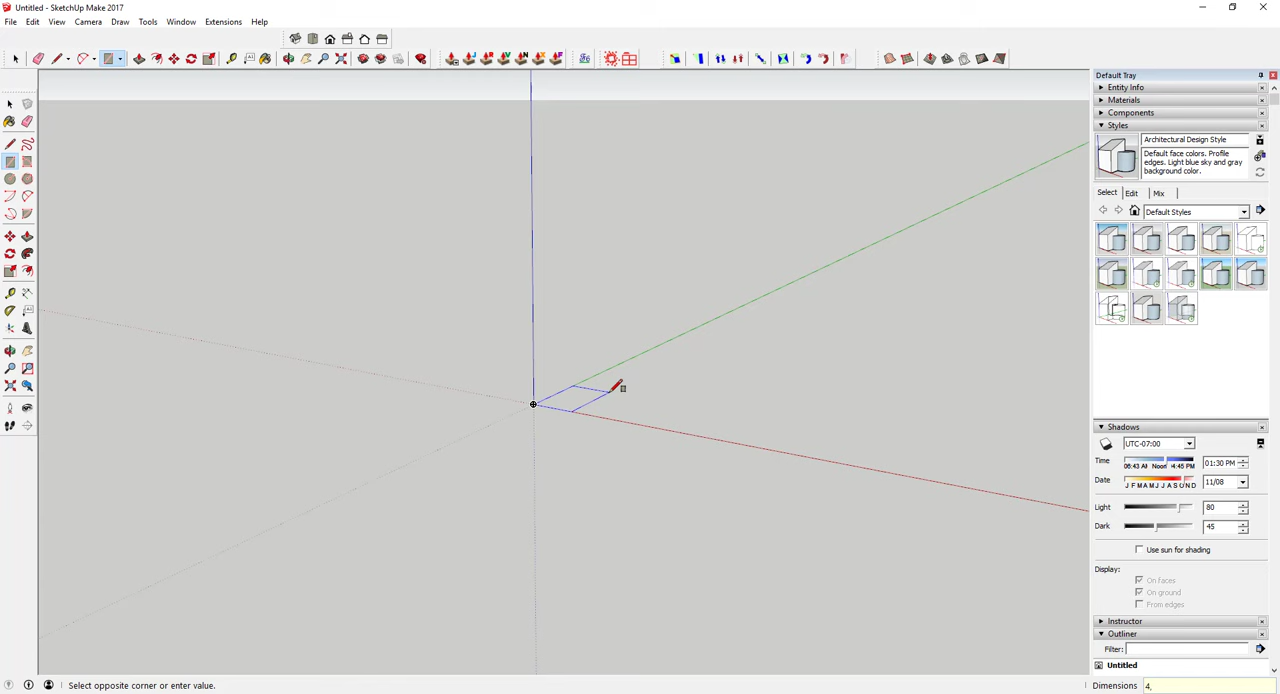 Untitled - SketchUp Make 2017
File Edit View Camera Draw Tools Window Extensions Help
Default Tray
Entity Info
Materials
Components
Styles
Architectural Design Style
Default face colors. Profile
edges. Light blue sky and gray
background color.
Select Edit Mix
Default Styles
Shadows
UTC-07:00
Time 06:43 AM Noon 4:45 PM 01:30 PM
Date J F M A M J J A S O N D 11/08
Light 80
Dark 45
Use sun for shading
Display:
On faces
On ground
From edges
Instructor
Outliner
Filter:
Untitled
Select opposite corner or enter value.
Dimensions 4,